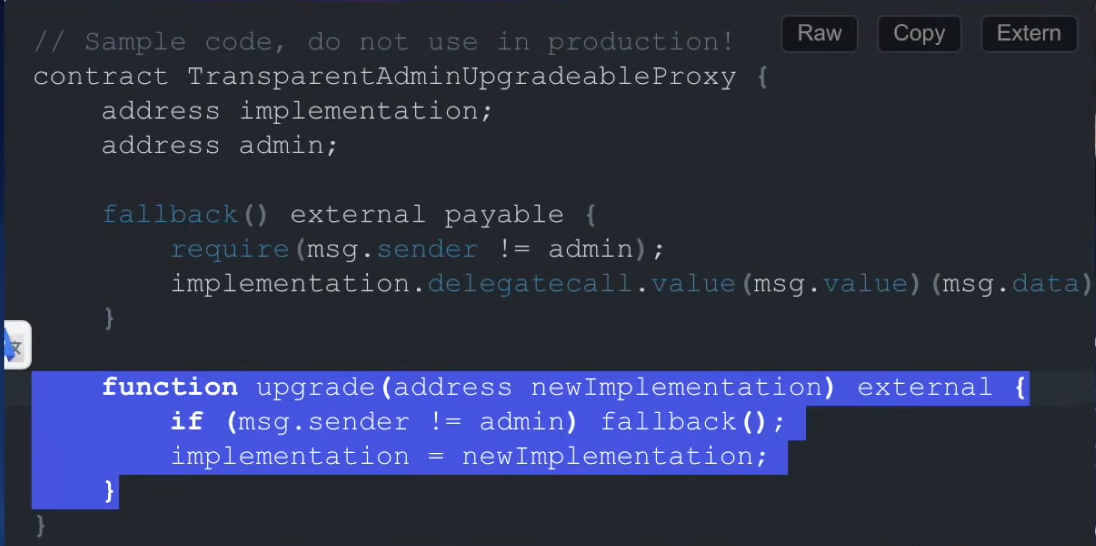 // Sample code, do not use in production!
Raw
Copy
Extern
contract TransparentAdminUpgradeableProxy {
    address implementation;
    address admin;
    fallback() external payable {
        require(msg.sender != admin);
        implementation.delegatecall.value(msg.value)(msg.data)
    }
    function upgrade(address newImplementation) external {
        if (msg.sender != admin) fallback();
        implementation = newImplementation;
    }
}
文